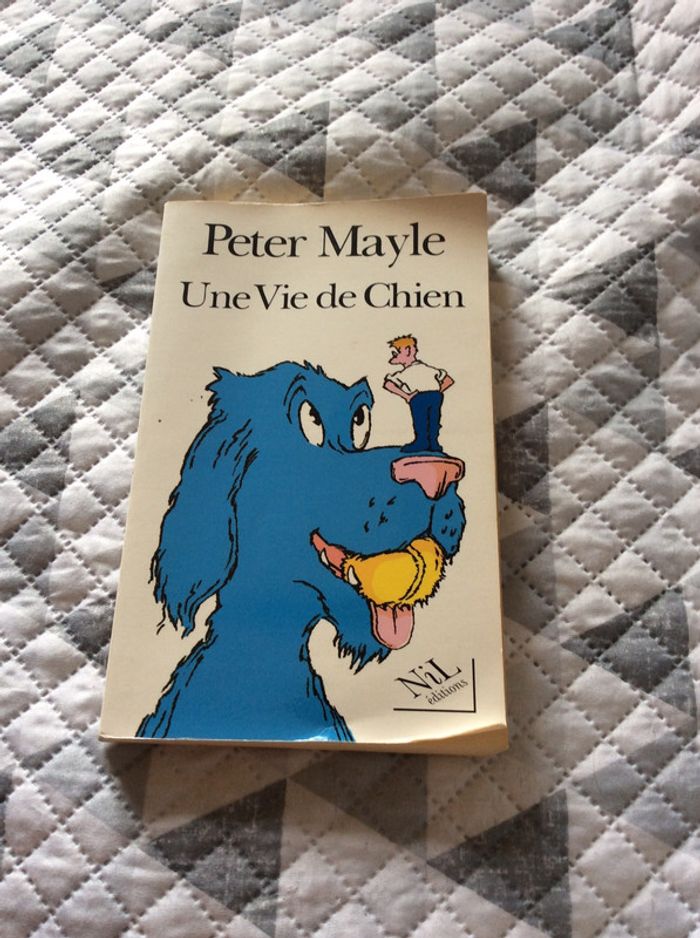 Peter Mayle
Une Vie de Chien
NiL
éditions